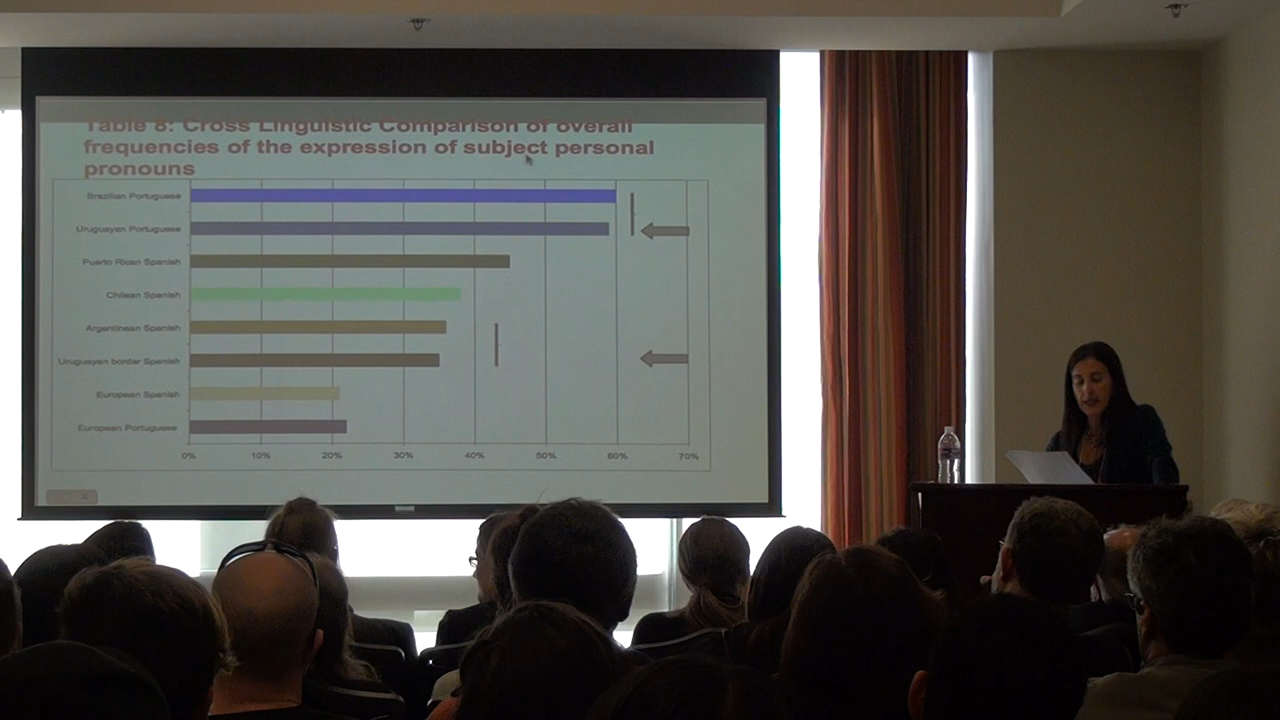 Table 8: Cross Linguistic Comparison of overall
frequencies of the expression of subject personal
pronouns
Brazilian Portuguese
Uruguayan Portuguese
Puerto Rican Spanish
Chilean Spanish
Argentinean Spanish
Uruguayan border Spanish
European Spanish
European Portuguese
0% 10% 20% 30% 40% 50% 60% 70%